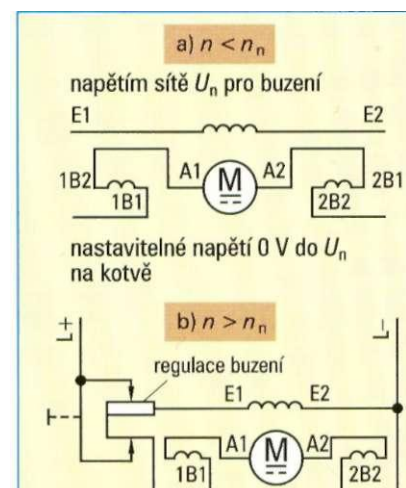 a) n < nn
napětím sítě Un pro buzení
E1 E2
1B2 A1 M A2 2B1
1B1 2B2
nastavitelné napětí 0 V do Un
na kotvě
b) n > nn
L+ L–
regulace buzení
E1 E2
A1 M A2
1B1 2B2